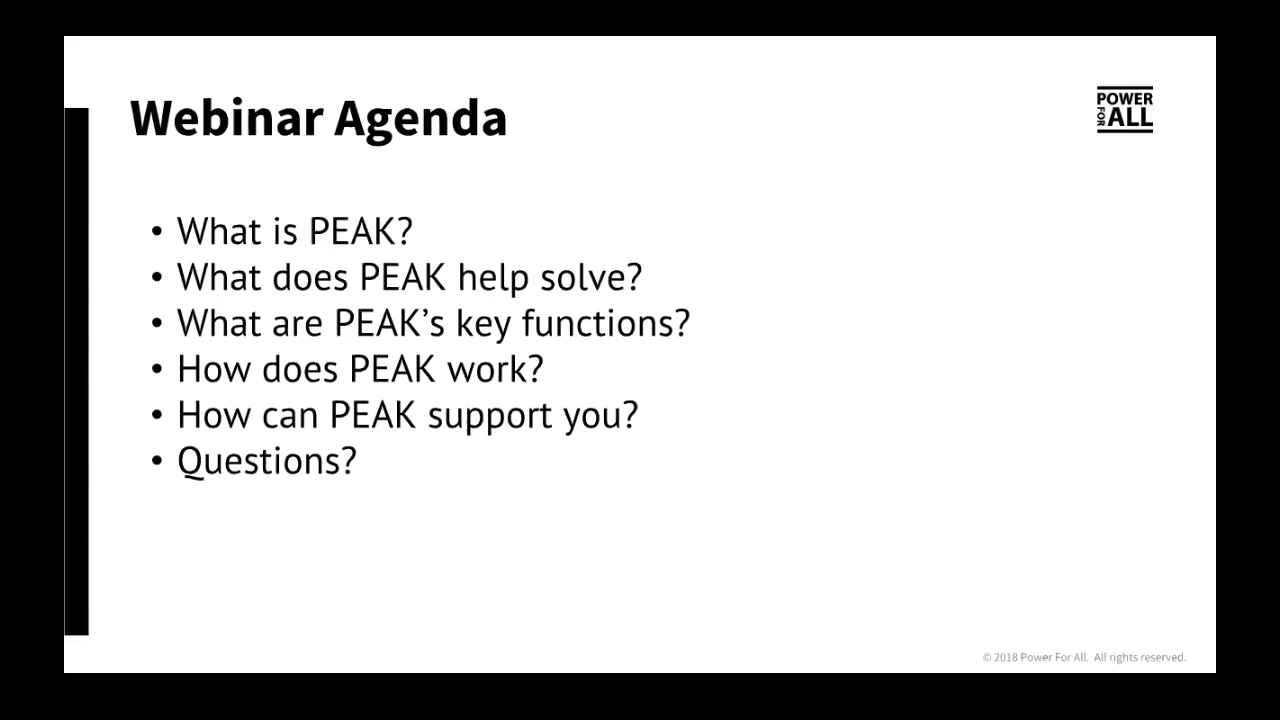 Webinar Agenda
POWER
FOR
ALL
• What is PEAK?
• What does PEAK help solve?
• What are PEAK’s key functions?
• How does PEAK work?
• How can PEAK support you?
• Questions?
© 2018 Power For All. All rights reserved.